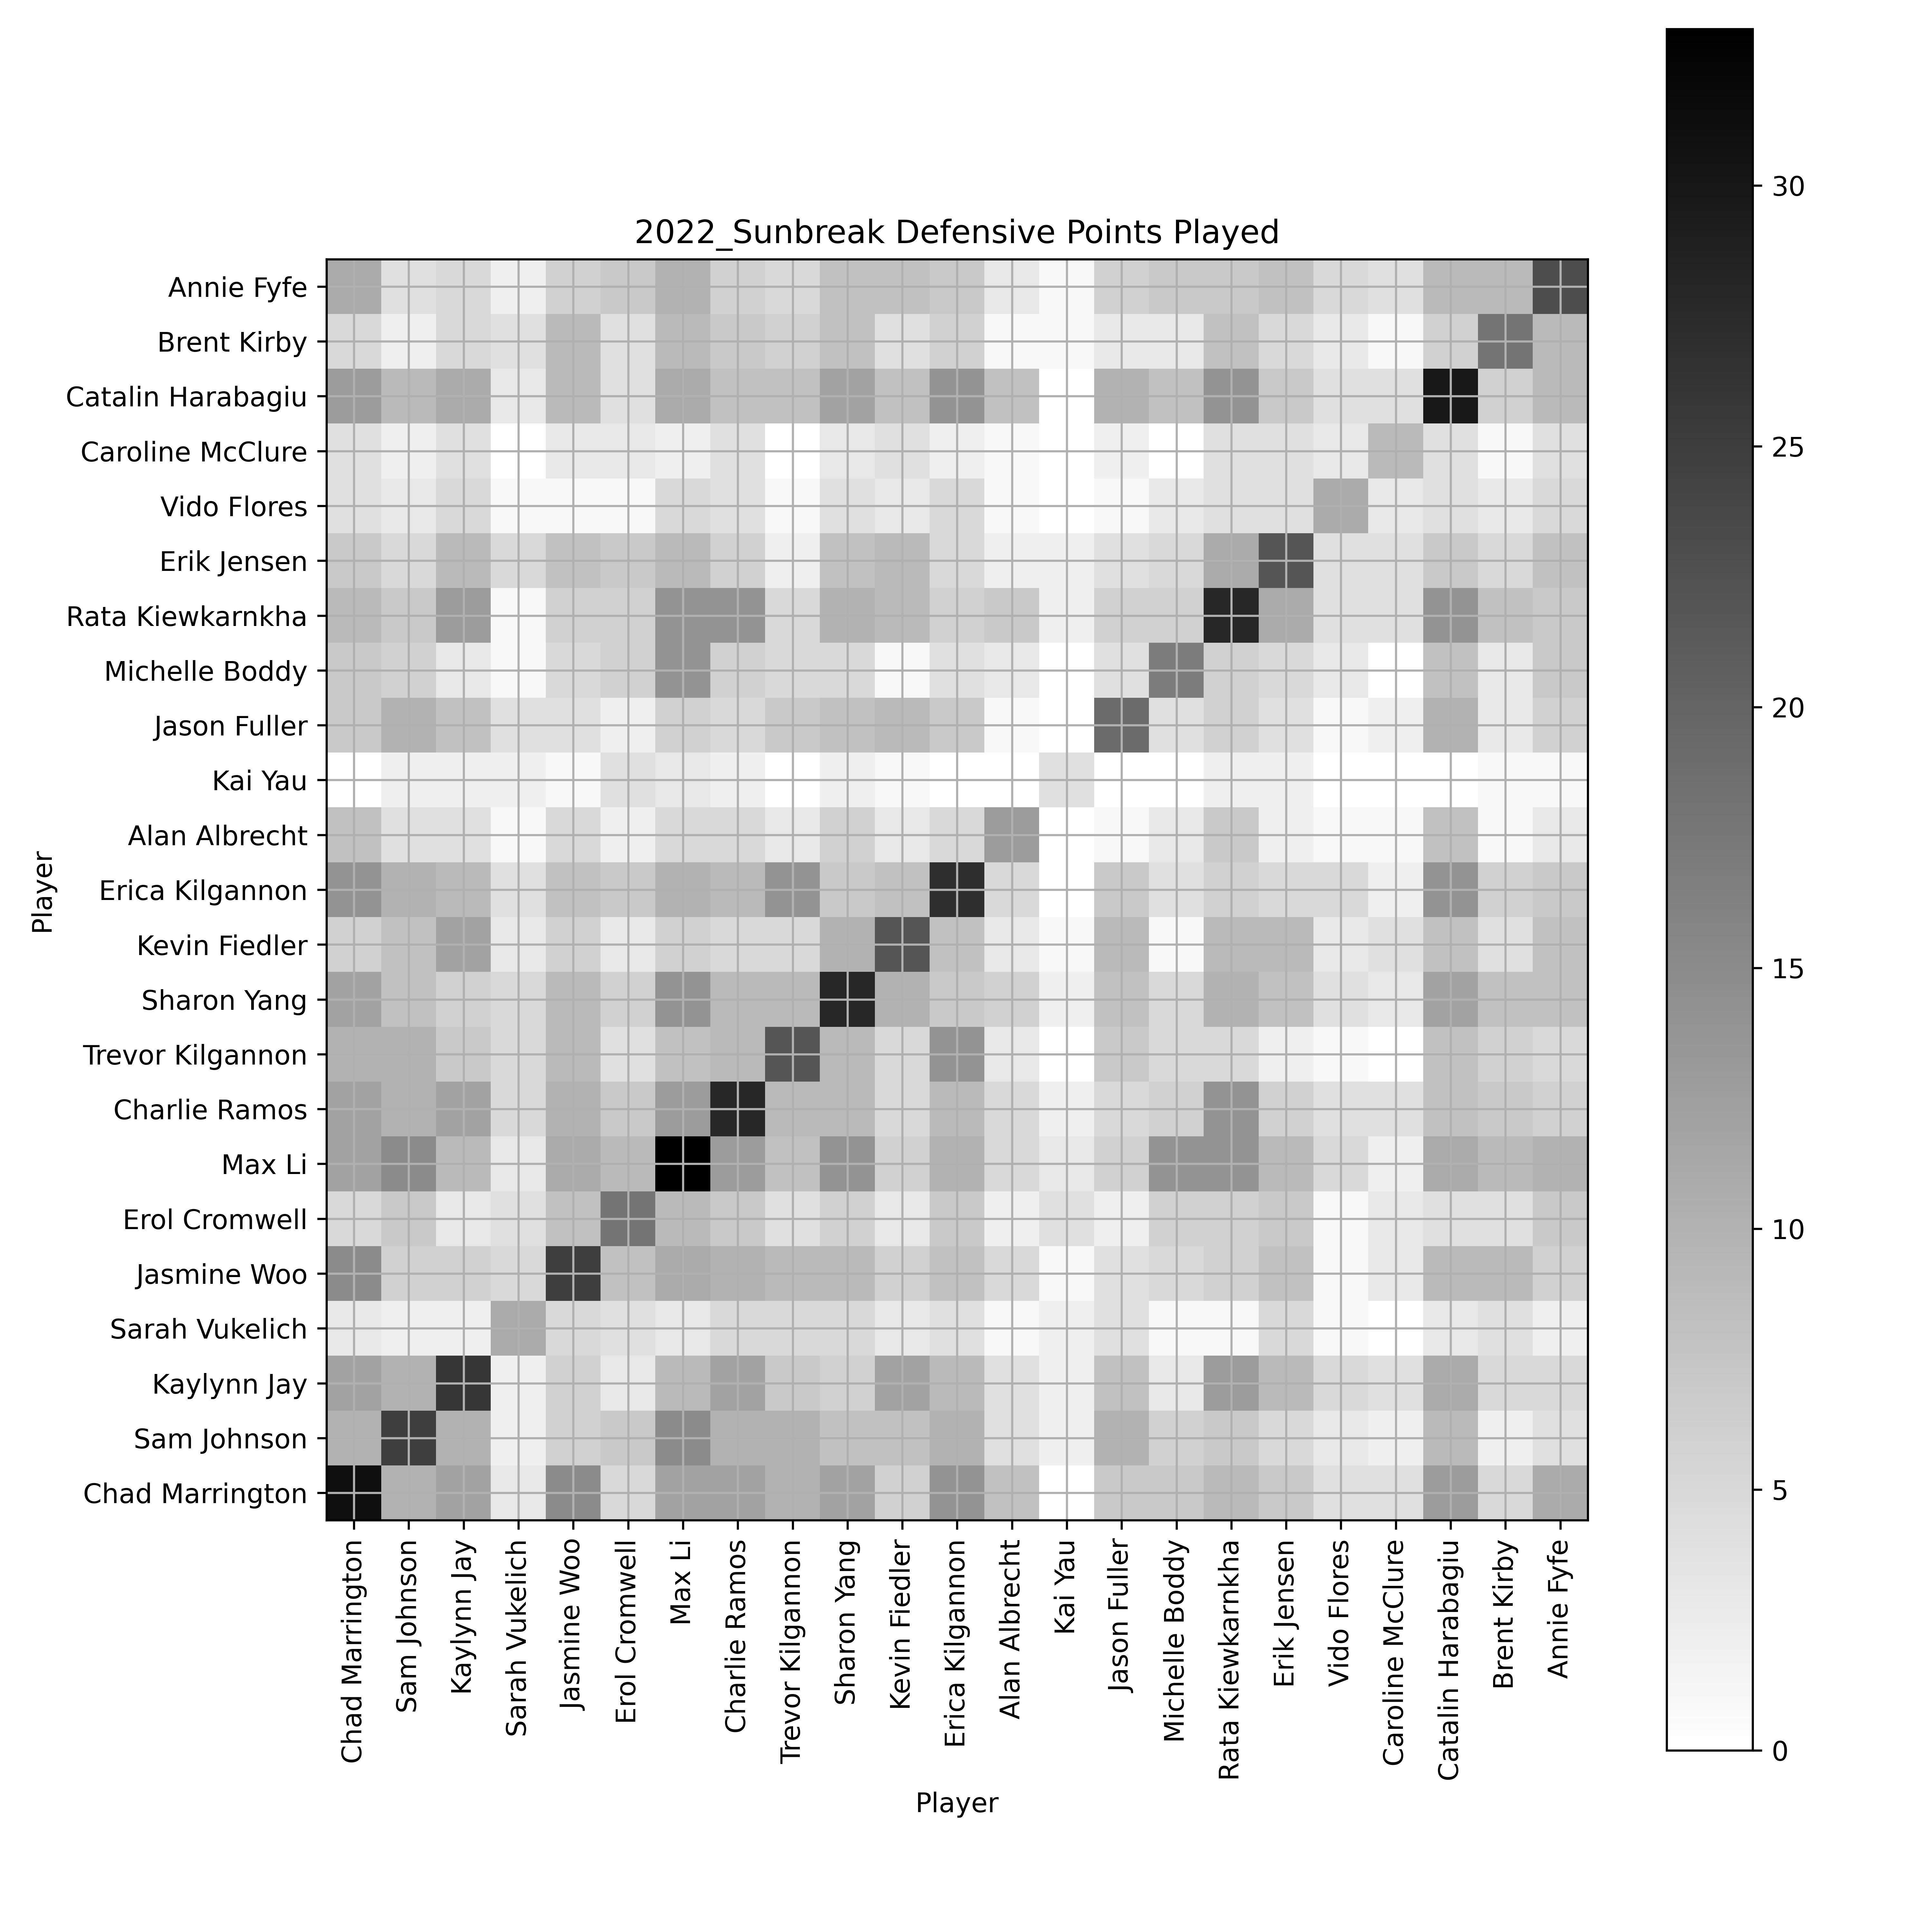 2022_Sunbreak Defensive Points Played
Player
Annie Fyfe
Brent Kirby
Catalin Harabagiu
Caroline McClure
Vido Flores
Erik Jensen
Rata Kiewkarnkha
Michelle Boddy
Jason Fuller
Kai Yau
Alan Albrecht
Erica Kilgannon
Kevin Fiedler
Sharon Yang
Trevor Kilgannon
Charlie Ramos
Max Li
Erol Cromwell
Jasmine Woo
Sarah Vukelich
Kaylynn Jay
Sam Johnson
Chad Marrington
Chad Marrington
Sam Johnson
Kaylynn Jay
Sarah Vukelich
Jasmine Woo
Erol Cromwell
Max Li
Charlie Ramos
Trevor Kilgannon
Sharon Yang
Kevin Fiedler
Erica Kilgannon
Alan Albrecht
Kai Yau
Jason Fuller
Michelle Boddy
Rata Kiewkarnkha
Erik Jensen
Vido Flores
Caroline McClure
Catalin Harabagiu
Brent Kirby
Annie Fyfe
Player
30
25
20
15
10
5
0